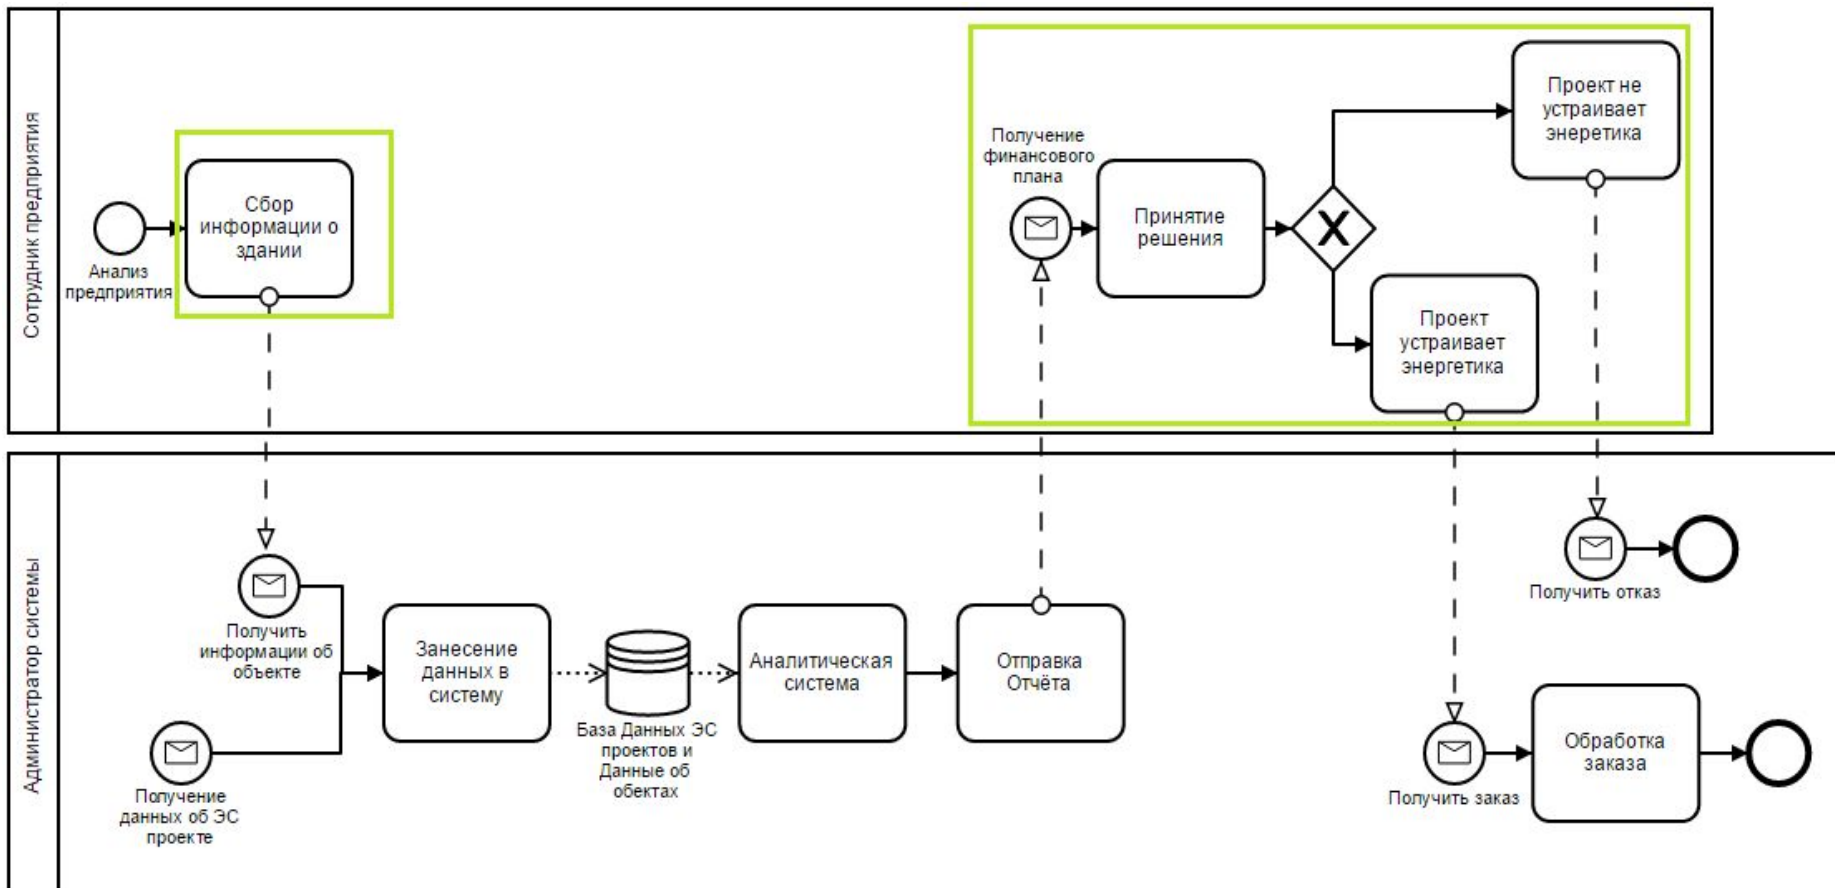 Сотрудник предприятия
Анализ
предприятия
Сбор
информации о
здании
Получение
финансового
плана
Принятие
решения
X
Проект не
устраивает
энеретика
Проект
устраивает
энергетика
Администратор системы
Получить
информации об
объекте
Получение
данных об ЭС
проекте
Занесение
данных в
систему
База Данных ЭС
проектов и
Данные об
обектах
Аналитическая
система
Отправка
Отчёта
Получить отказ
Получить заказ
Обработка
заказа